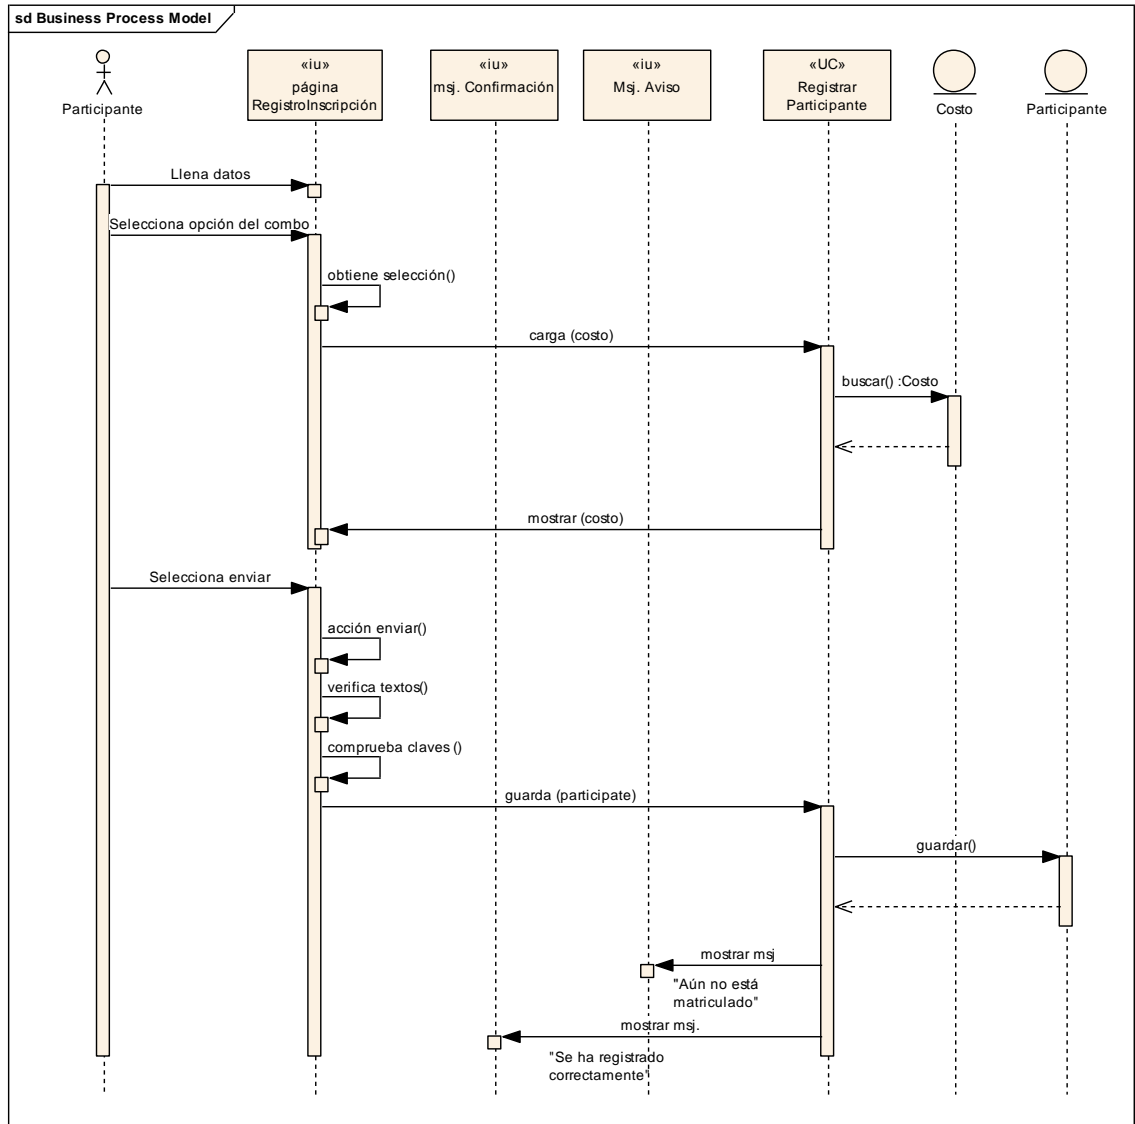 sd Business Process Model
Participante
«iu»
página
RegistroInscripción
«iu»
msj. Confirmación
«iu»
Msj. Aviso
«UC»
Registrar
Participante
Costo
Participante
Llena datos
Selecciona opción del combo
obtiene selección()
carga (costo)
buscar() :Costo
mostrar (costo)
Selecciona enviar
acción enviar()
verifica textos()
comprueba claves ()
guarda (participate)
guardar()
mostrar msj
"Aún no está
matriculado"
mostrar msj.
"Se ha registrado
correctamente"